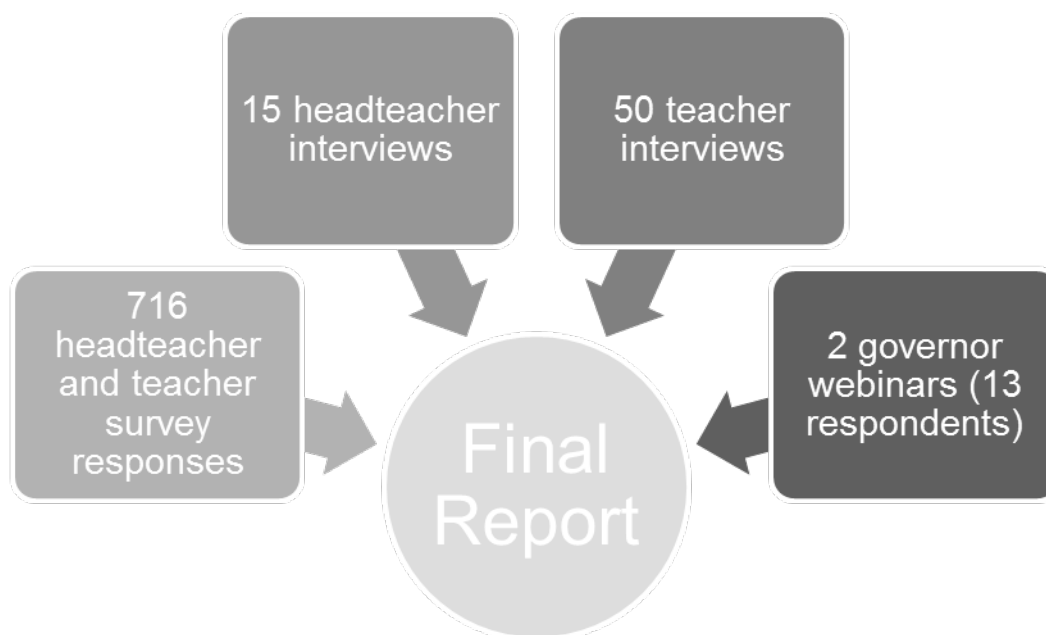 716
headteacher
and teacher
survey
responses
15 headteacher
interviews
50 teacher
interviews
2 governor
webinars (13
respondents)
Final
Report